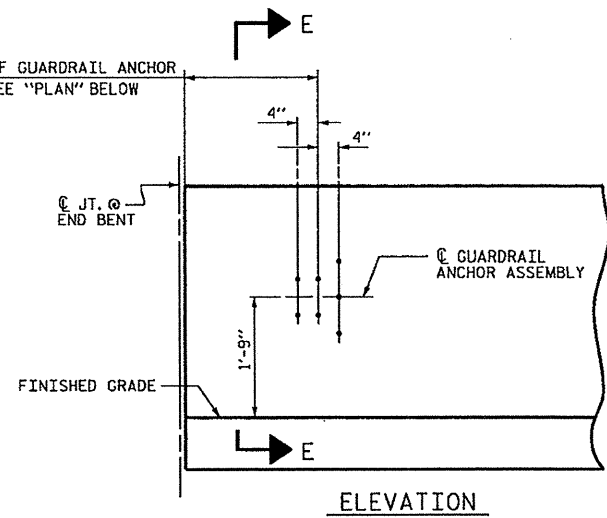 E
F GUARDRAIL ANCHOR
EE "PLAN" BELOW
4"
4"
℄ JT. @
END BENT
℄ GUARDRAIL
ANCHOR ASSEMBLY
1'-9"
FINISHED GRADE
E
ELEVATION